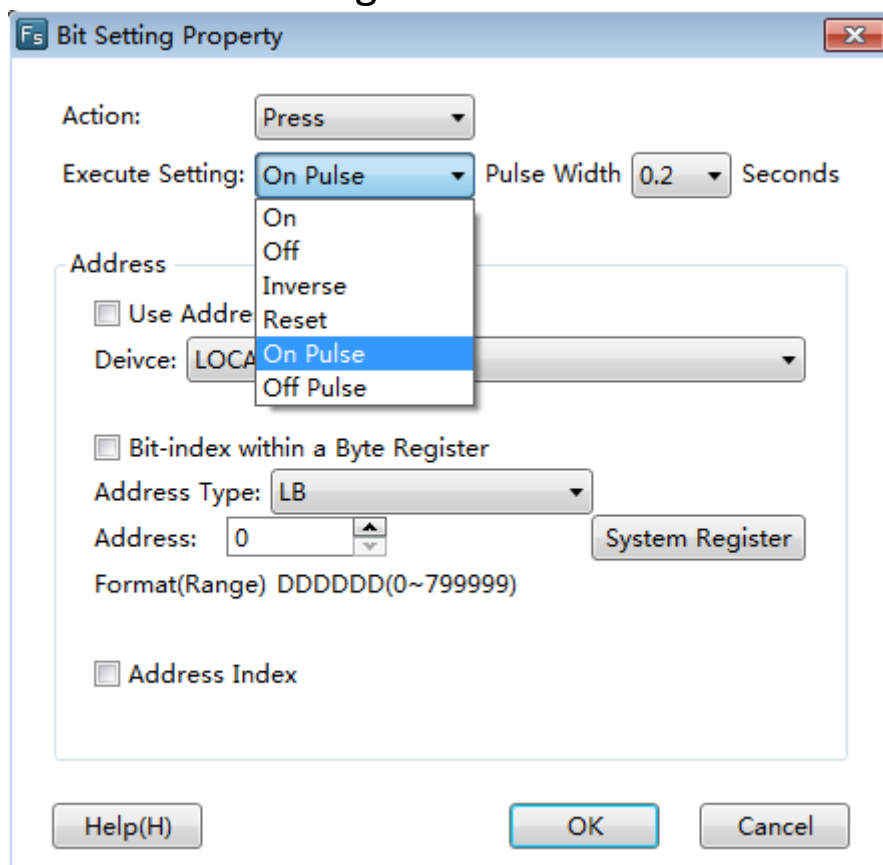 Fs Bit Setting Property
Action: Press
Execute Setting: On Pulse Pulse Width 0.2 Seconds
On
Off
Inverse
Reset
On Pulse
Off Pulse
Address
Use Addre
Deivce: LOCA
Bit-index within a Byte Register
Address Type: LB
Address: 0 System Register
Format(Range) DDDDDD(0~799999)
Address Index
Help(H) OK Cancel